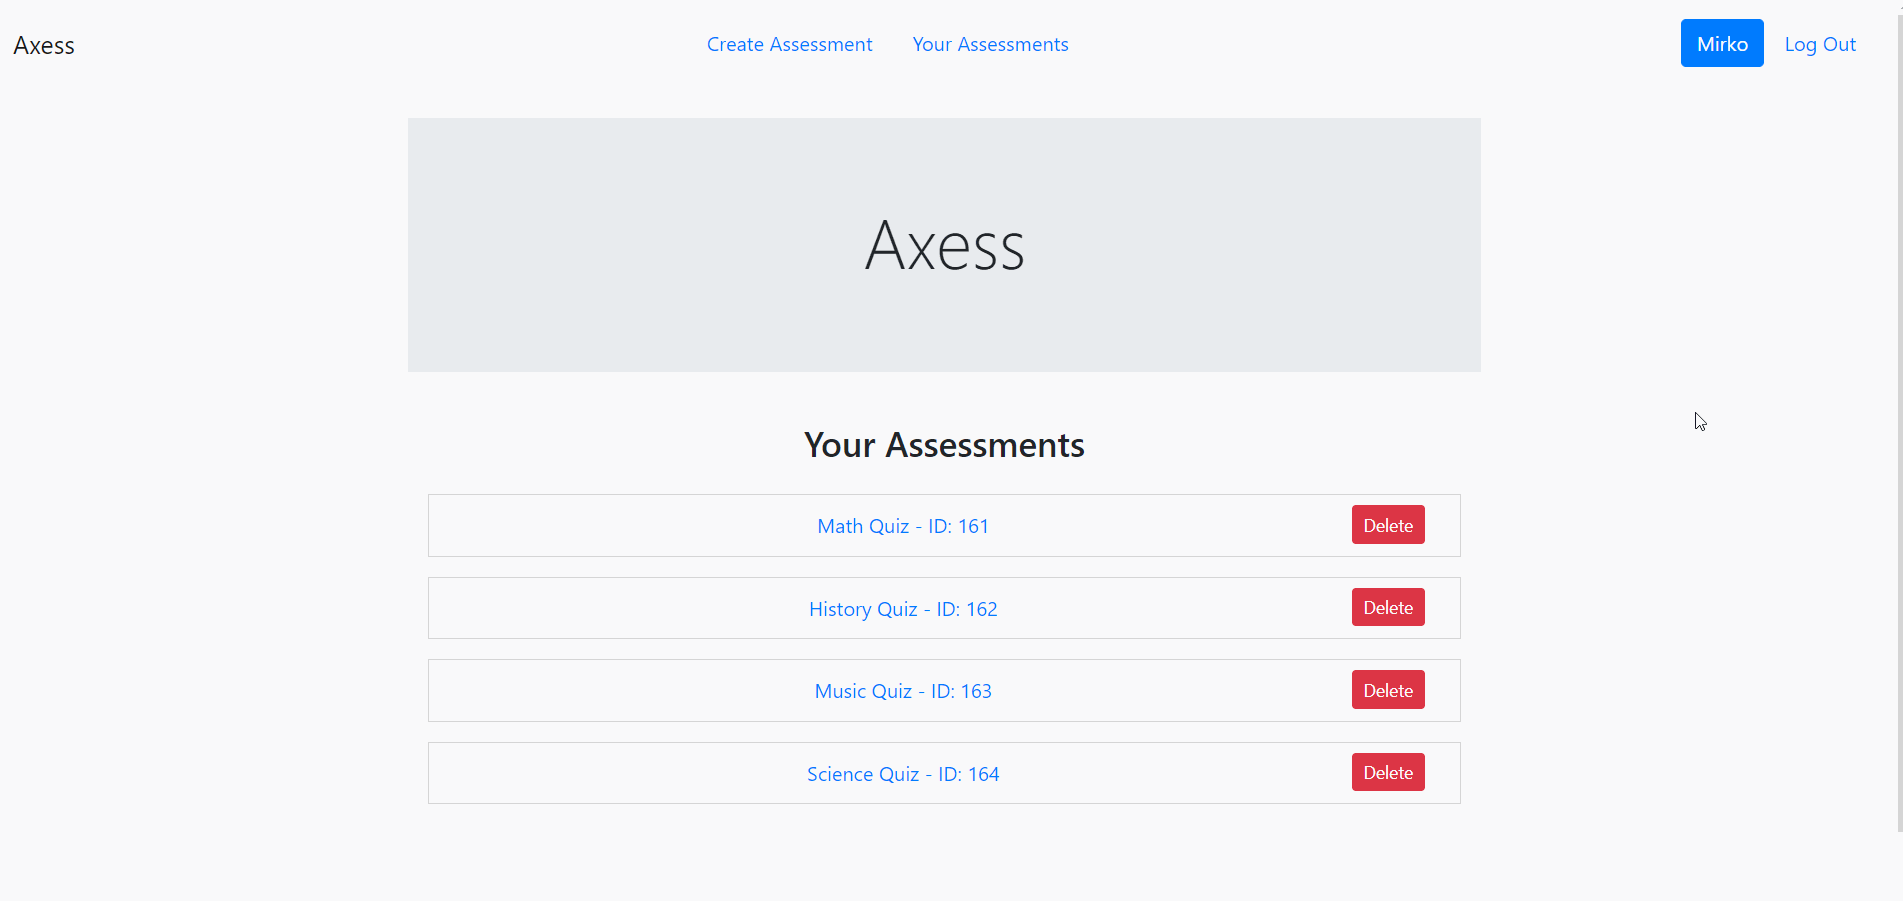 Axess Create Assessment Your Assessments Mirko Log Out
Axess
Your Assessments
Math Quiz - ID: 161 Delete
History Quiz - ID: 162 Delete
Music Quiz - ID: 163 Delete
Science Quiz - ID: 164 Delete